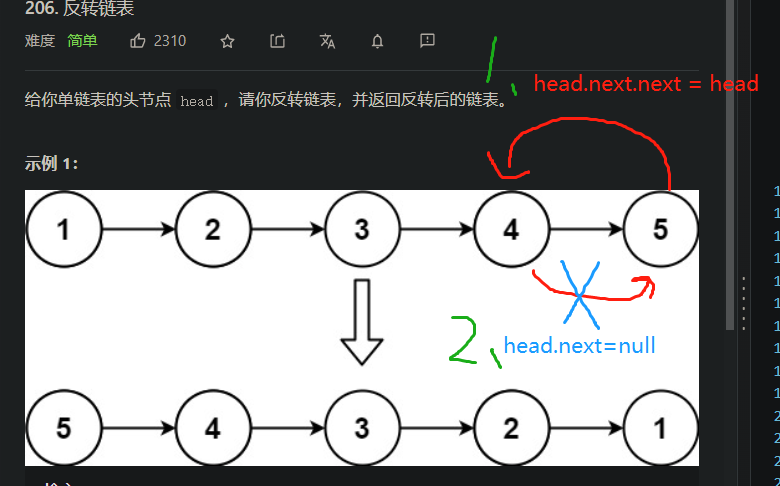 206. 反转链表
难度 简单 2310
1、
head.next.next = head
给你单链表的头节点 head ，请你反转链表，并返回反转后的链表。
示例 1：
1 2 3 4 5
2、
head.next=null
5 4 3 2 1